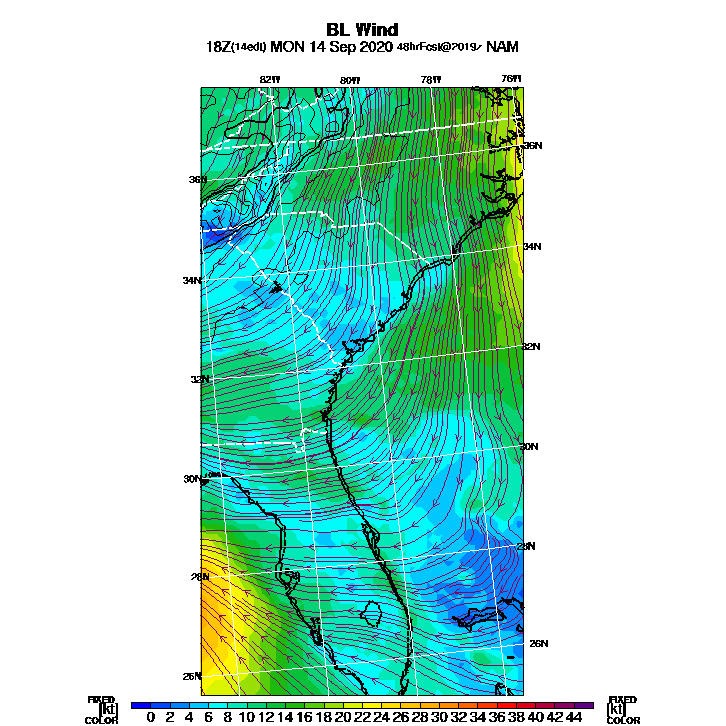 BL Wind
18Z(14edt) MON 14 Sep 2020 48hrFcst@2019z NAM
82W 80W 78W 76W
36N
36N
34N
34N
32N
32N
30N
30N
28N
28N
26N
26N
FIXED FIXED
[kt] 0 2 4 6 8 10 12 14 16 18 20 22 24 26 28 30 32 34 36 38 40 42 44 [kt]
COLOR COLOR